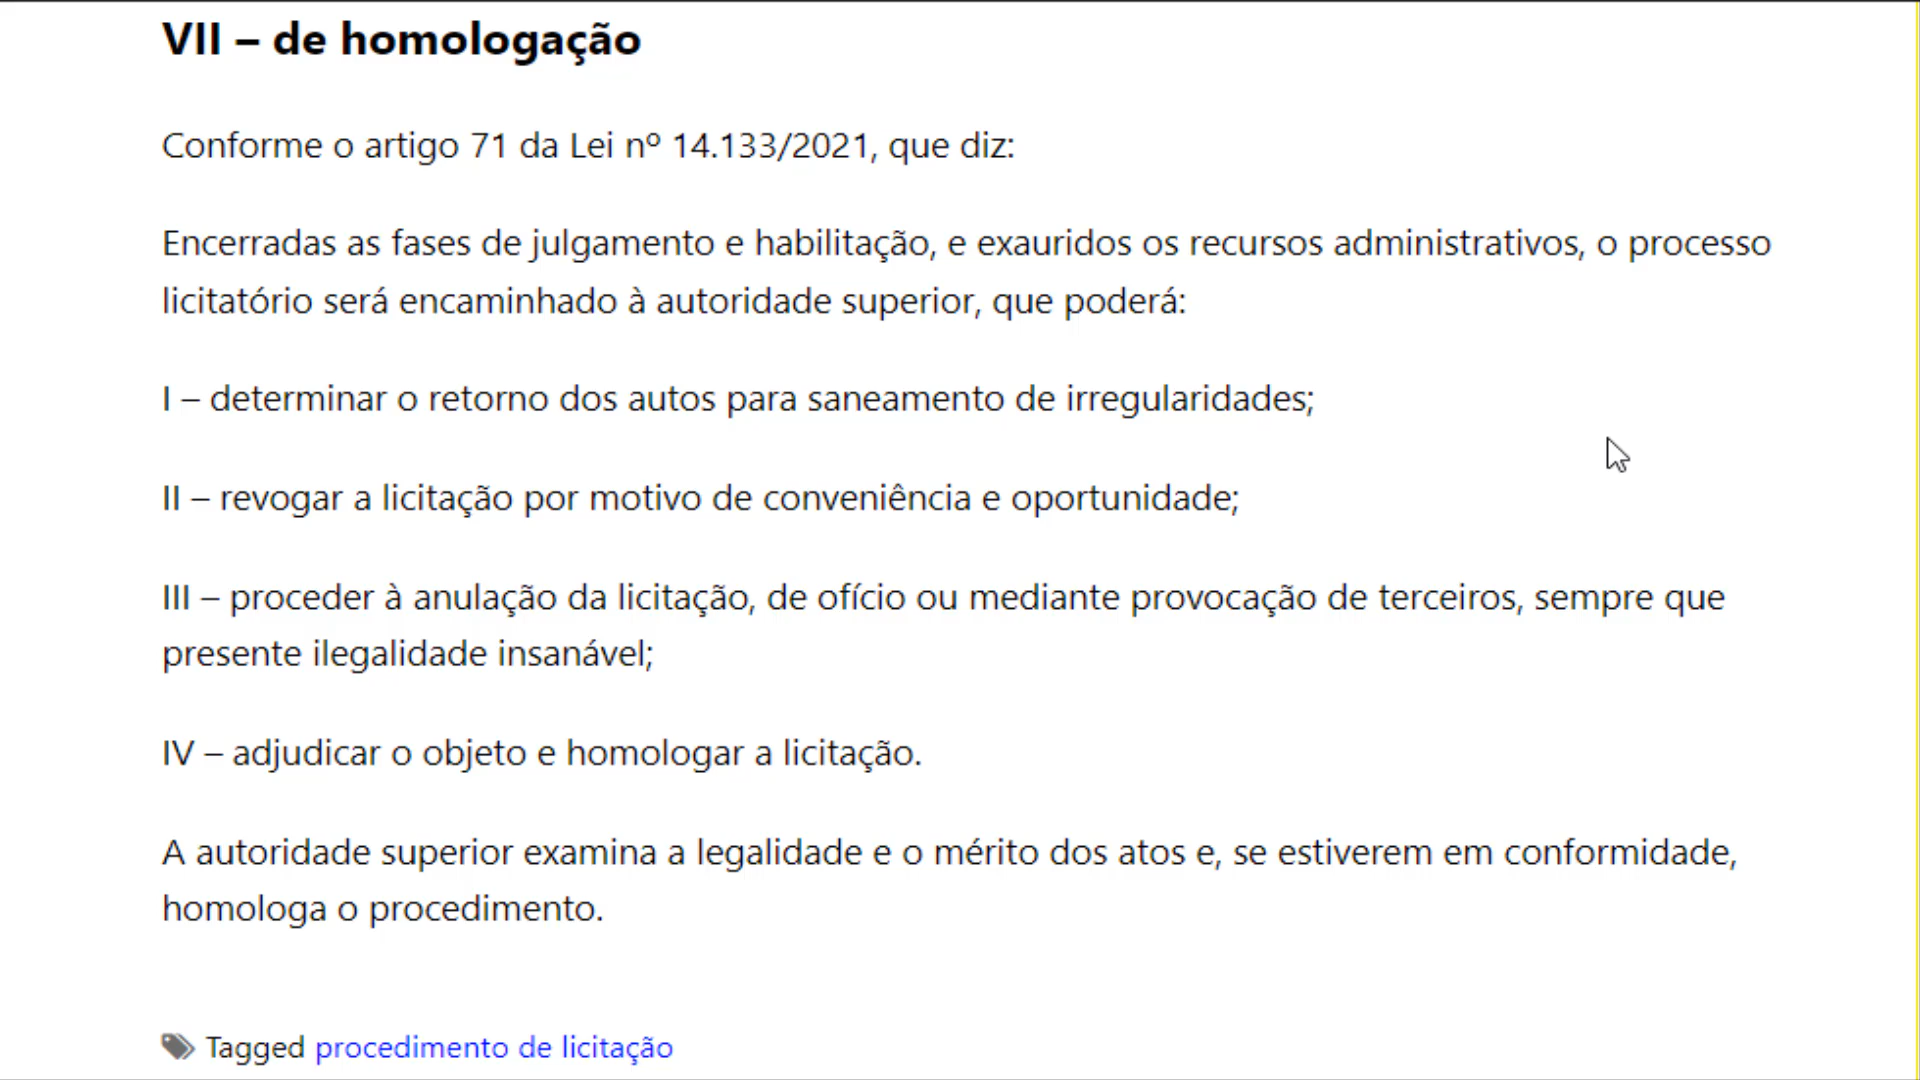 VII – de homologação
Conforme o artigo 71 da Lei nº 14.133/2021, que diz:
Encerradas as fases de julgamento e habilitação, e exauridos os recursos administrativos, o processo
licitatório será encaminhado à autoridade superior, que poderá:
I – determinar o retorno dos autos para saneamento de irregularidades;
II – revogar a licitação por motivo de conveniência e oportunidade;
III – proceder à anulação da licitação, de ofício ou mediante provocação de terceiros, sempre que
presente ilegalidade insanável;
IV – adjudicar o objeto e homologar a licitação.
A autoridade superior examina a legalidade e o mérito dos atos e, se estiverem em conformidade,
homologa o procedimento.
Tagged procedimento de licitação